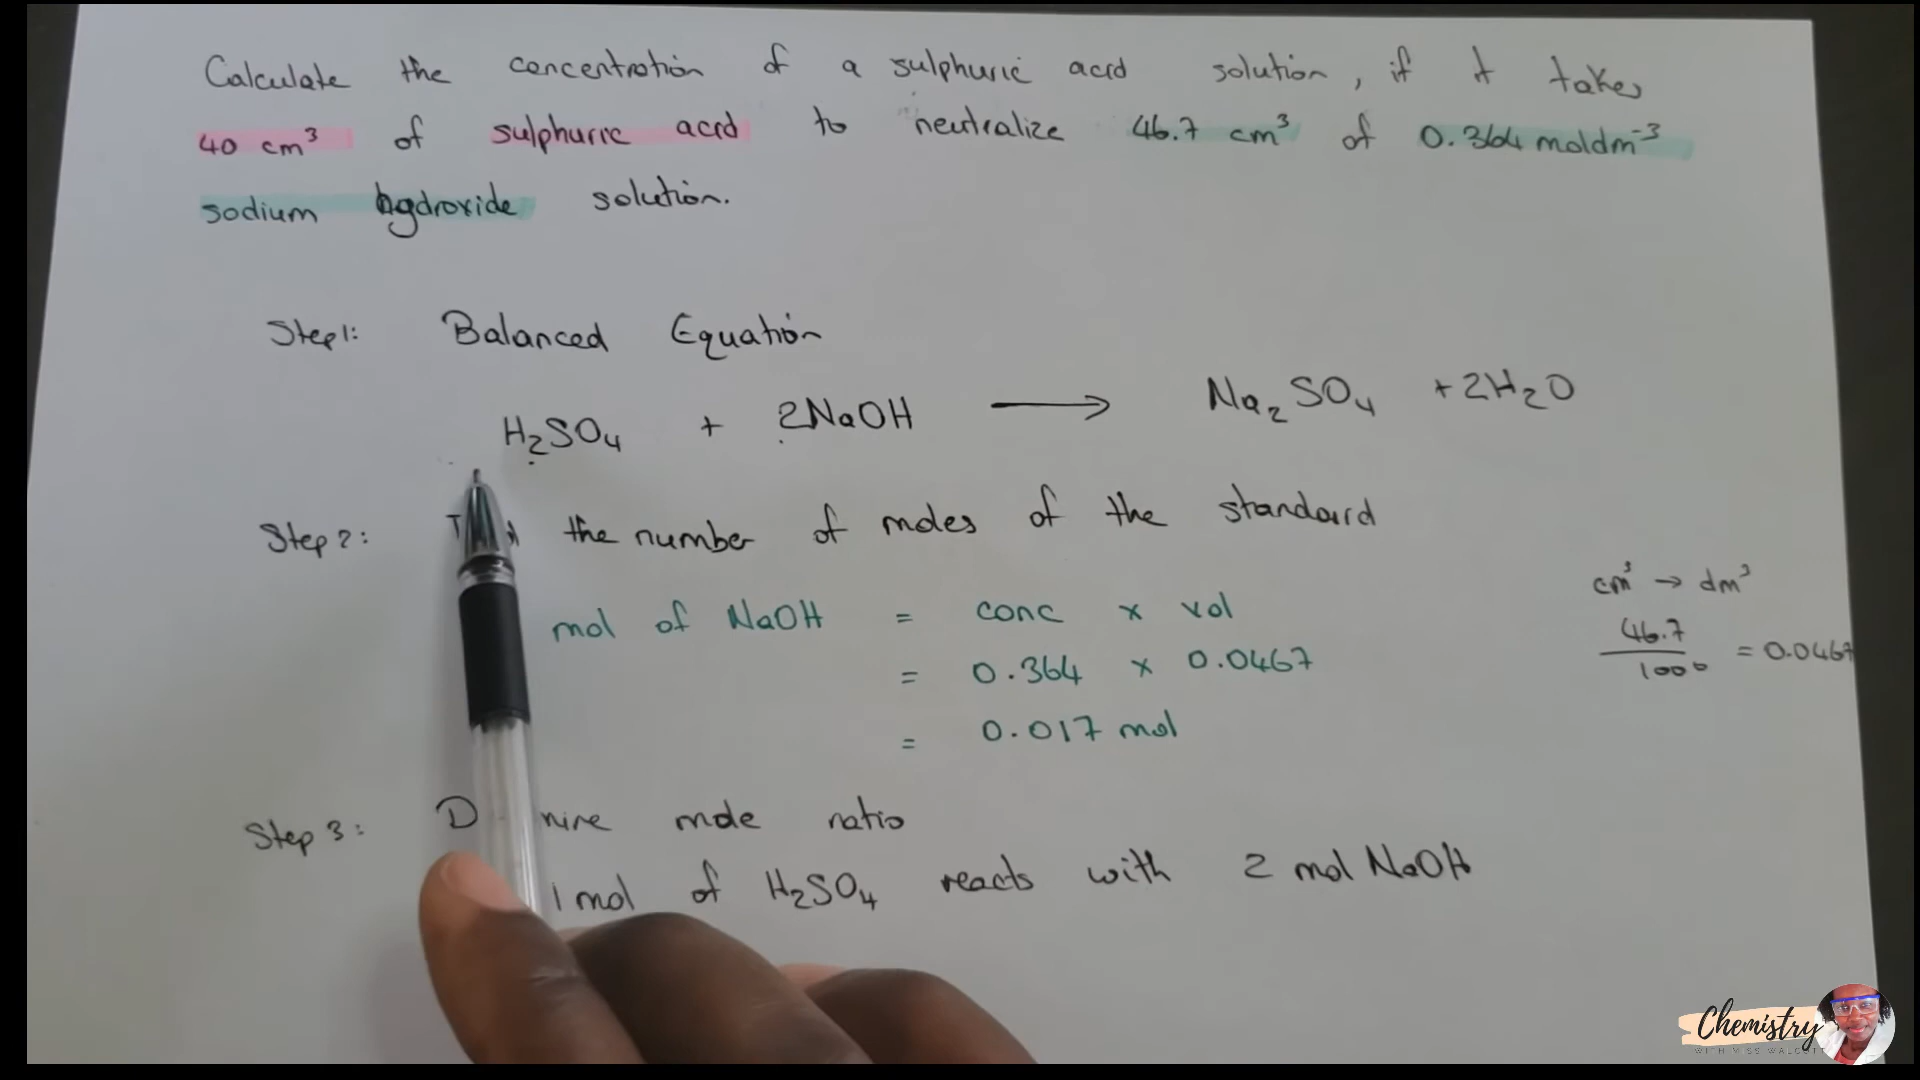 Calculate the concentration of a sulphuric acid solution, if it takes
40 cm³ of sulphuric acid to neutralize 46.7 cm³ of 0.364 moldm⁻³
sodium hydroxide solution.
Step 1: Balanced Equation
H₂SO₄ + 2NaOH → Na₂SO₄ + 2H₂O
Step 2: the number of moles of the standard
cm³ → dm³
mol of NaOH = conc x vol
46.7
1000 = 0.0467
= 0.364 x 0.0467
= 0.017 mol
Step 3: mole ratio
1 mol of H₂SO₄ reacts with 2 mol NaOH
Chemistry
WITH MISS WALCOTT